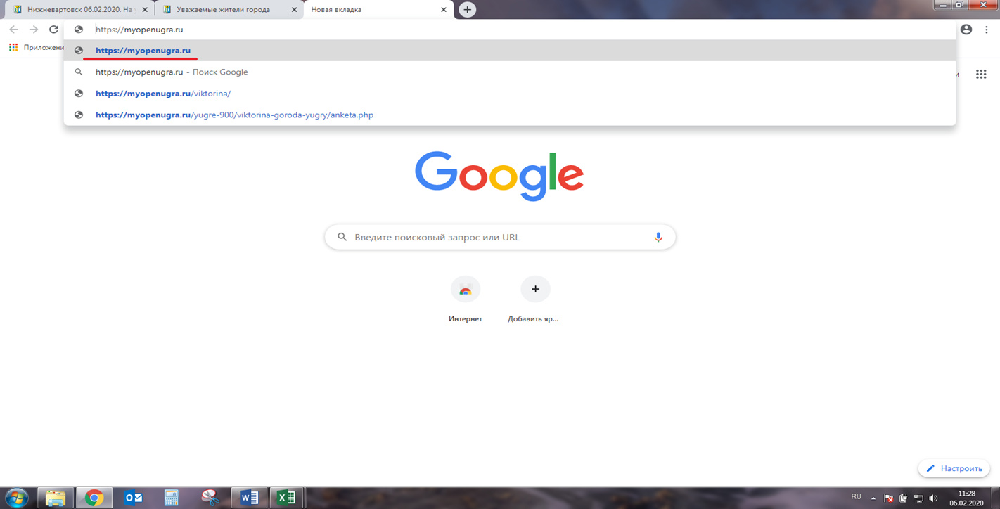 Нижневартовск 06.02.2020. На
Уважаемые жители города
Новая вкладка
https://myopenugra.ru
Приложени
https://myopenugra.ru
https://myopenugra.ru - Поиск Google
https://myopenugra.ru/viktorina/
https://myopenugra.ru/yugre-900/viktorina-goroda-yugry/anketa.php
Google
Введите поисковый запрос или URL
Интернет
Добавить яр...
Настроить
RU
11:28
06.02.2020